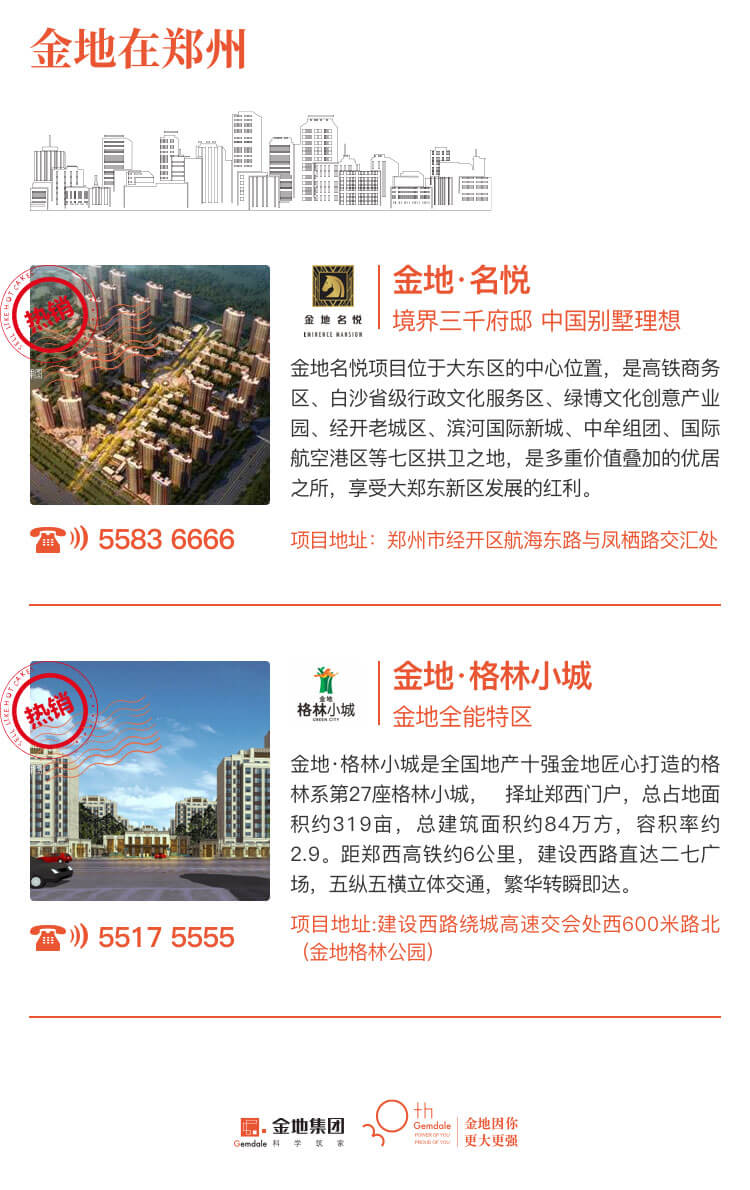 金地在郑州
SELL LIKE HOT CAKES
热销
金地名悦
EMINENCE MANSION
金地·名悦
境界三千府邸 中国别墅理想
金地名悦项目位于大东区的中心位置，是高铁商务
区、白沙省级行政文化服务区、绿博文化创意产业
园、经开老城区、滨河国际新城、中牟组团、国际
航空港区等七区拱卫之地，是多重价值叠加的优居
之所，享受大郑东新区发展的红利。
5583 6666
项目地址：郑州市经开区航海东路与凤栖路交汇处
SELL LIKE HOT CAKES
热销
金地
格林小城
GREEN CITY
金地·格林小城
金地全能特区
金地·格林小城是全国地产十强金地匠心打造的格
林系第27座格林小城， 择址郑西门户，总占地面
积约319亩，总建筑面积约84万方，容积率约
2.9。距郑西高铁约6公里，建设西路直达二七广
场，五纵五横立体交通，繁华转瞬即达。
5517 5555
项目地址:建设西路绕城高速交会处西600米路北
（金地格林公园）
Gemdale
金地集团
科学筑家
30th
Gemdale
POWER OF YOU
PROUD OF YOU
金地因你
更大更强